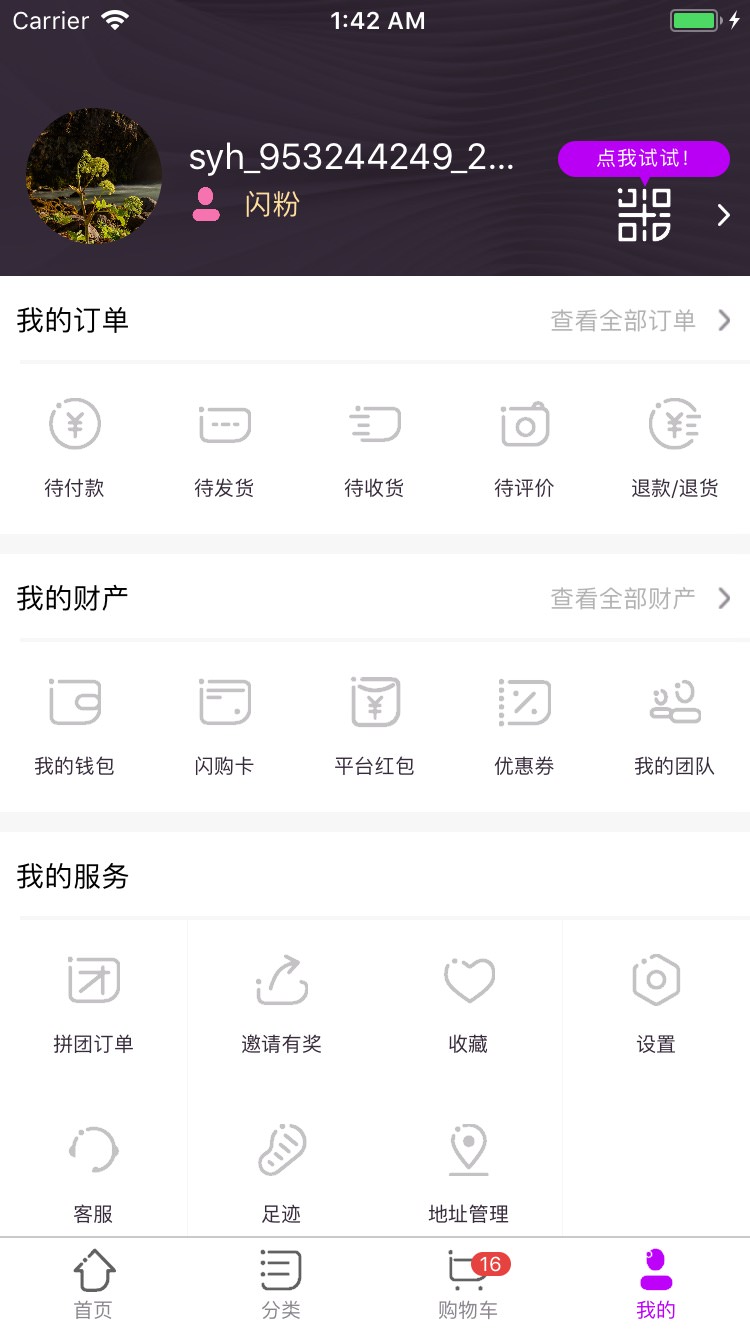 Carrier 1:42 AM
点我试试！
syh_953244249_2...
闪粉
我的订单 查看全部订单
待付款 待发货 待收货 待评价 退款/退货
我的财产 查看全部财产
我的钱包 闪购卡 平台红包 优惠券 我的团队
我的服务
拼团订单 邀请有奖 收藏 设置
客服 足迹 地址管理
16
首页 分类 购物车 我的